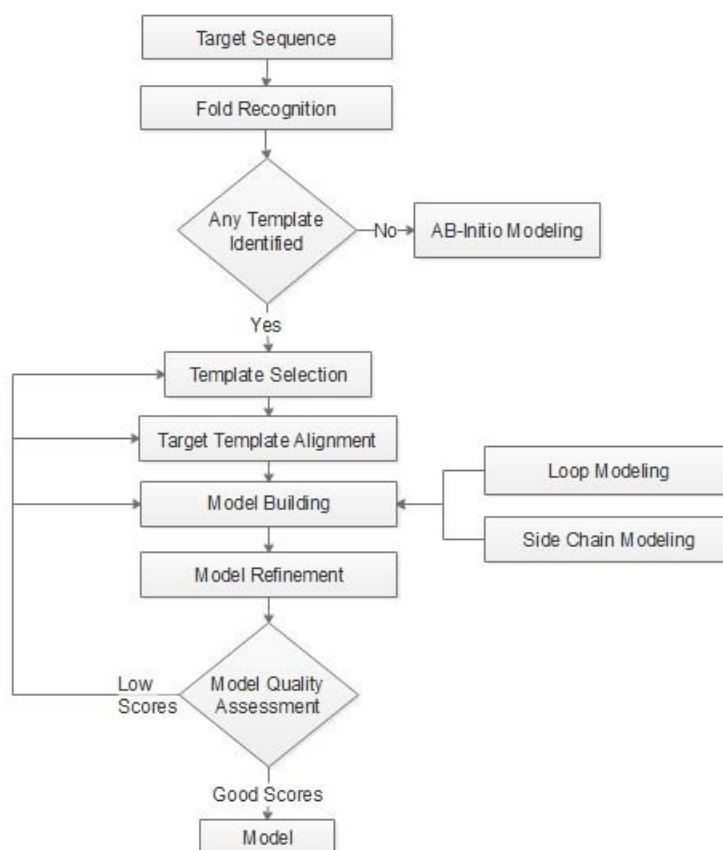 Target Sequence
Fold Recognition
Any Template
Identified
No
AB-Initio Modeling
Yes
Template Selection
Target Template Alignment
Loop Modeling
Model Building
Side Chain Modeling
Model Refinement
Low
Scores
Model Quality
Assessment
Good Scores
Model